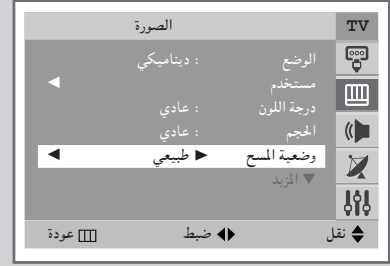 TV
الصورة
الوضع : ديناميكي
مستخدم ◀
درجة اللون : عادي
الحجم : عادي
وضعية المسح ▶ طبيعي ◀
▼ المزيد
نقل ضبط عودة